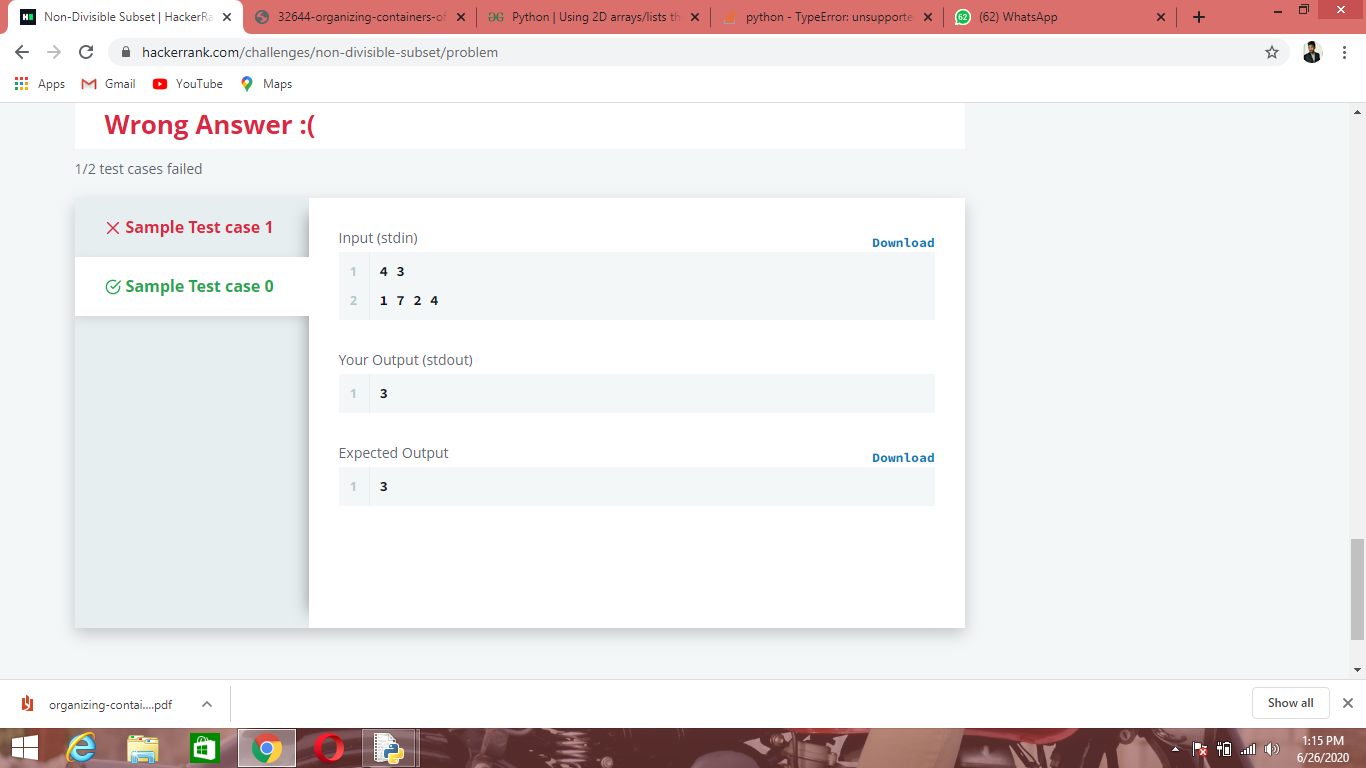 Non-Divisible Subset | HackerRa
32644-organizing-containers-of
Python | Using 2D arrays/lists th
python - TypeError: unsupporte
(62) WhatsApp
hackerrank.com/challenges/non-divisible-subset/problem
Apps Gmail YouTube Maps
Wrong Answer :(
1/2 test cases failed
Sample Test case 1
Sample Test case 0
Input (stdin)
Download
1 4 3
2 1 7 2 4
Your Output (stdout)
1 3
Expected Output
Download
1 3
organizing-contai....pdf
Show all
1:15 PM
6/26/2020